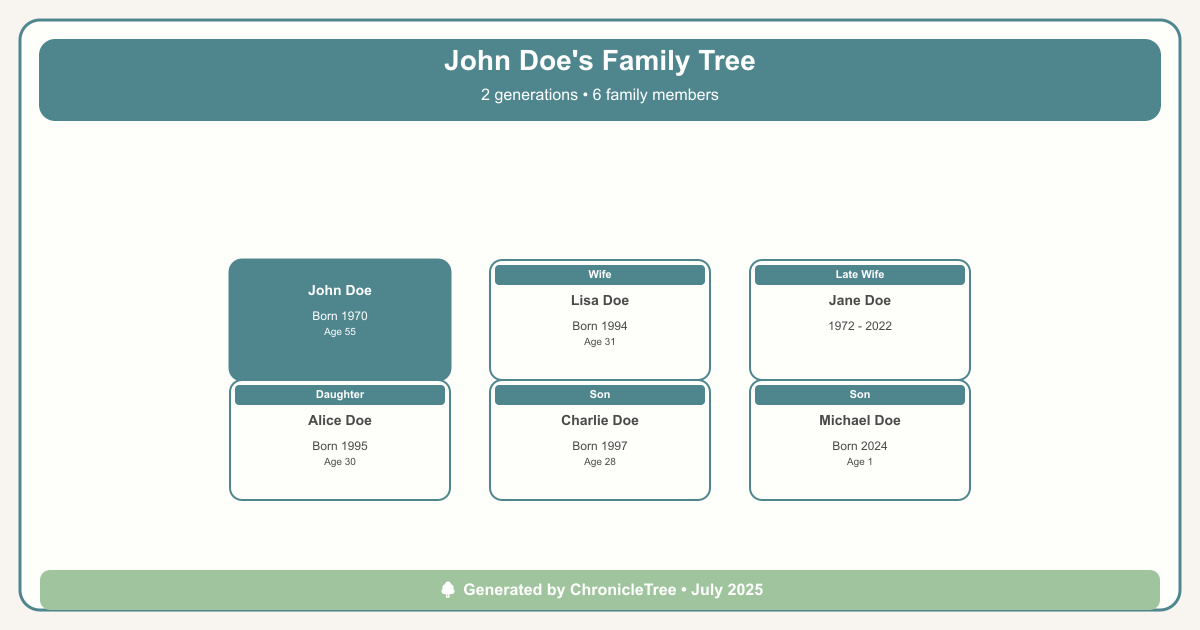 John Doe's Family Tree
2 generations • 6 family members
John Doe
Born 1970
Age 55
Wife
Lisa Doe
Born 1994
Age 31
Late Wife
Jane Doe
1972 - 2022
Daughter
Alice Doe
Born 1995
Age 30
Son
Charlie Doe
Born 1997
Age 28
Son
Michael Doe
Born 2024
Age 1
Generated by ChronicleTree • July 2025